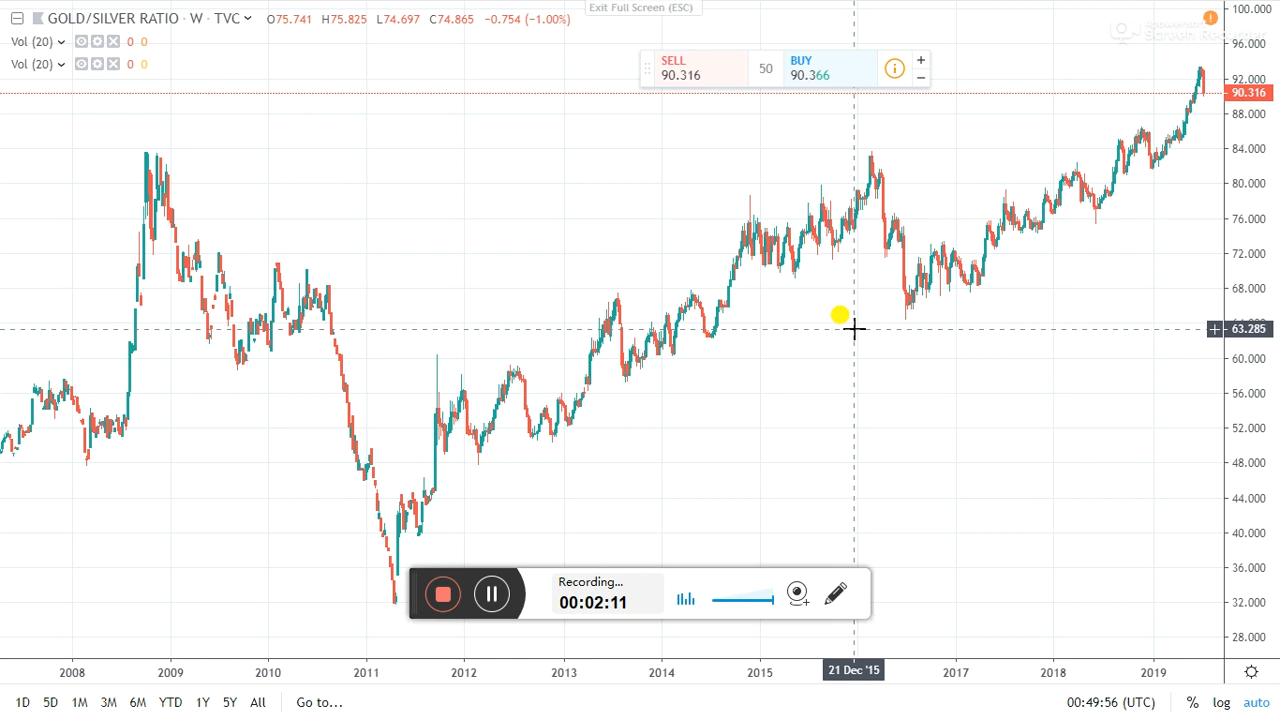 Exit Full Screen (ESC)
GOLD/SILVER RATIO · W · TVC O75.741 H75.825 L74.697 C74.865 -0.754 (-1.00%)
Vol (20) 0 0
Vol (20) 0 0
SELL
90.316
50
BUY
90.366
+
−
100.000
96.000
92.000
90.316
88.000
84.000
80.000
76.000
72.000
68.000
63.285
60.000
56.000
52.000
48.000
44.000
40.000
36.000
32.000
28.000
Recording...
00:02:11
2008 2009 2010 2011 2012 2013 2014 2015 21 Dec '15 2017 2018 2019
1D 5D 1M 3M 6M YTD 1Y 5Y All Go to... 00:49:56 (UTC) % log auto